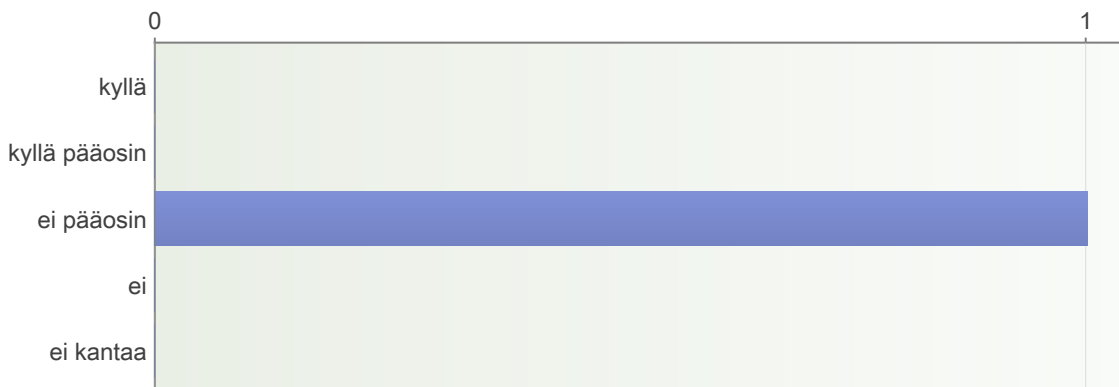 0 1
kyllä
kyllä pääosin
ei pääosin
ei
ei kantaa